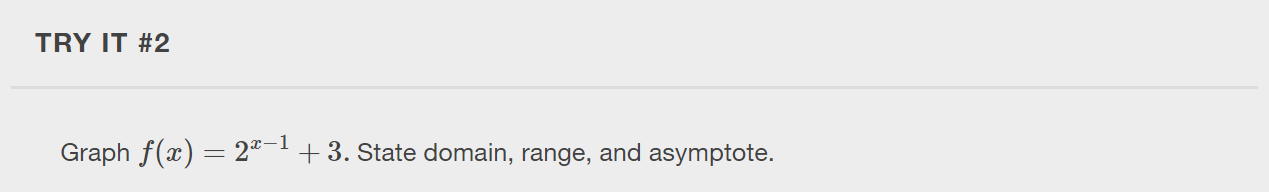 TRY IT #2
Graph f(x) = 2^{x−1} + 3. State domain, range, and asymptote.